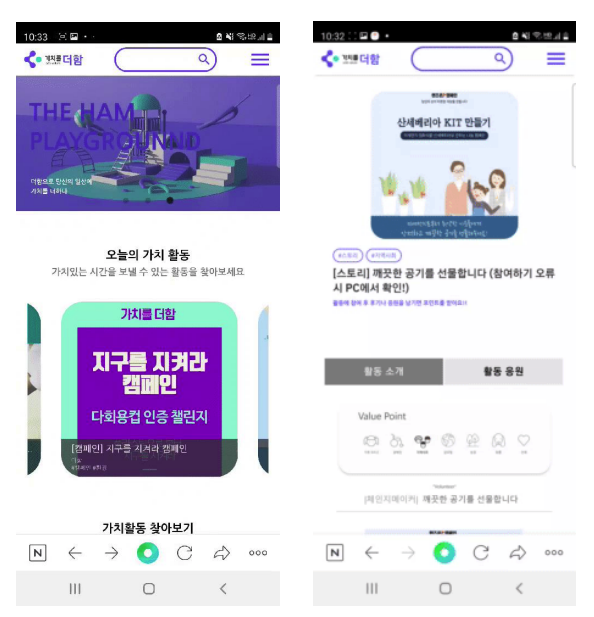 10:33
가치를더함
THE HAM
PLAYGROUNND
더함으로 당신의 일상에
가치를 더하다
오늘의 가치 활동
가치있는 시간을 보낼 수 있는 활동을 찾아보세요
가치를 더함
지구를 지켜라
캠페인
다회용컵 인증 챌린지
[캠페인] 지구를 지켜라 캠페인
가치활동 찾아보기
N
10:32
가치를더함
산세베리아 KIT 만들기
#스토리
#지역사회
[스토리] 깨끗한 공기를 선물합니다 (참여하기 오류
시 PC에서 확인!)
활동에 참여 후 후기나 응원을 남기면 포인트를 받아요!!
활동 소개
활동 응원
Value Point
"Volunteer"
[체인지메이커] 깨끗한 공기를 선물합니다
N